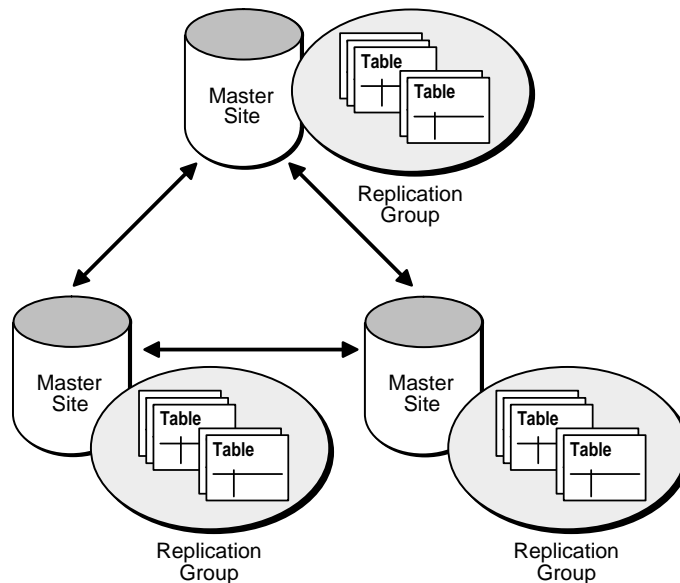 Master
Site
Table
Table
Replication
Group
Master
Site
Table
Table
Replication
Group
Master
Site
Table
Table
Replication
Group